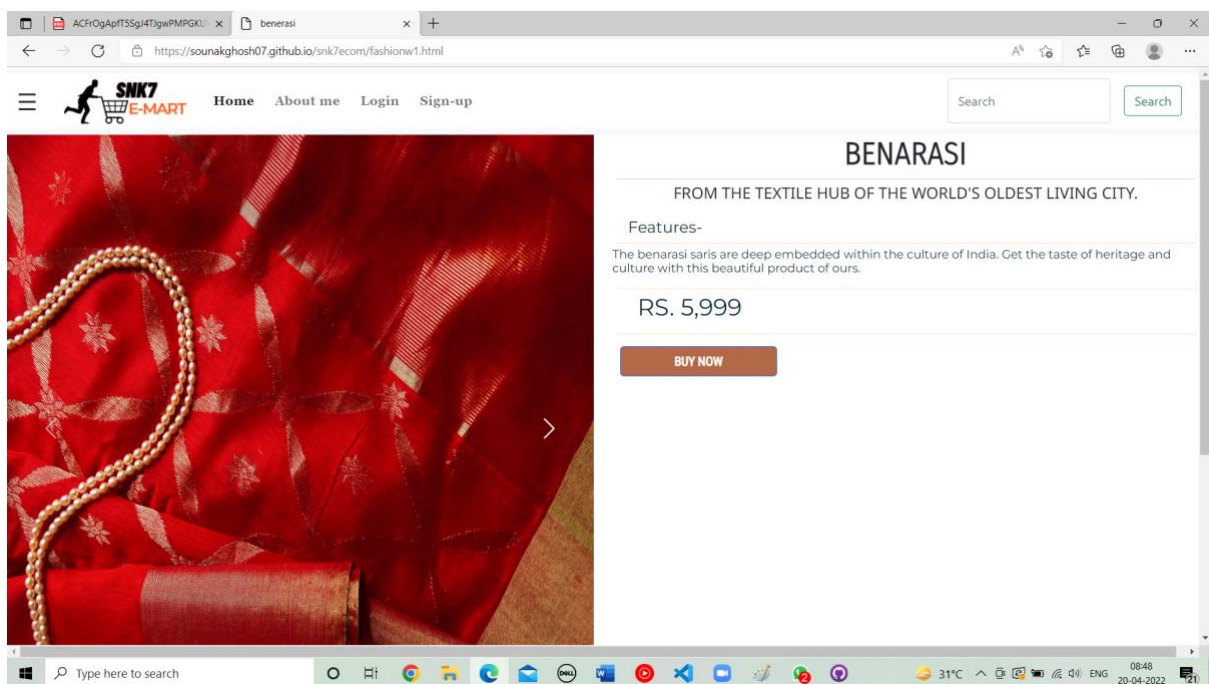 ACFrOgApfT5SgJ4TJgwPMPGKU
benerasi
https://sounakghosh07.github.io/snk7ecom/fashionw1.html
SNK7
E-MART
Home About me Login Sign-up
Search
Search
BENARASI
FROM THE TEXTILE HUB OF THE WORLD'S OLDEST LIVING CITY.
Features-
The benarasi saris are deep embedded within the culture of India. Get the taste of heritage and
culture with this beautiful product of ours.
RS. 5,999
BUY NOW
Type here to search
31°C
ENG
08:48
20-04-2022
21